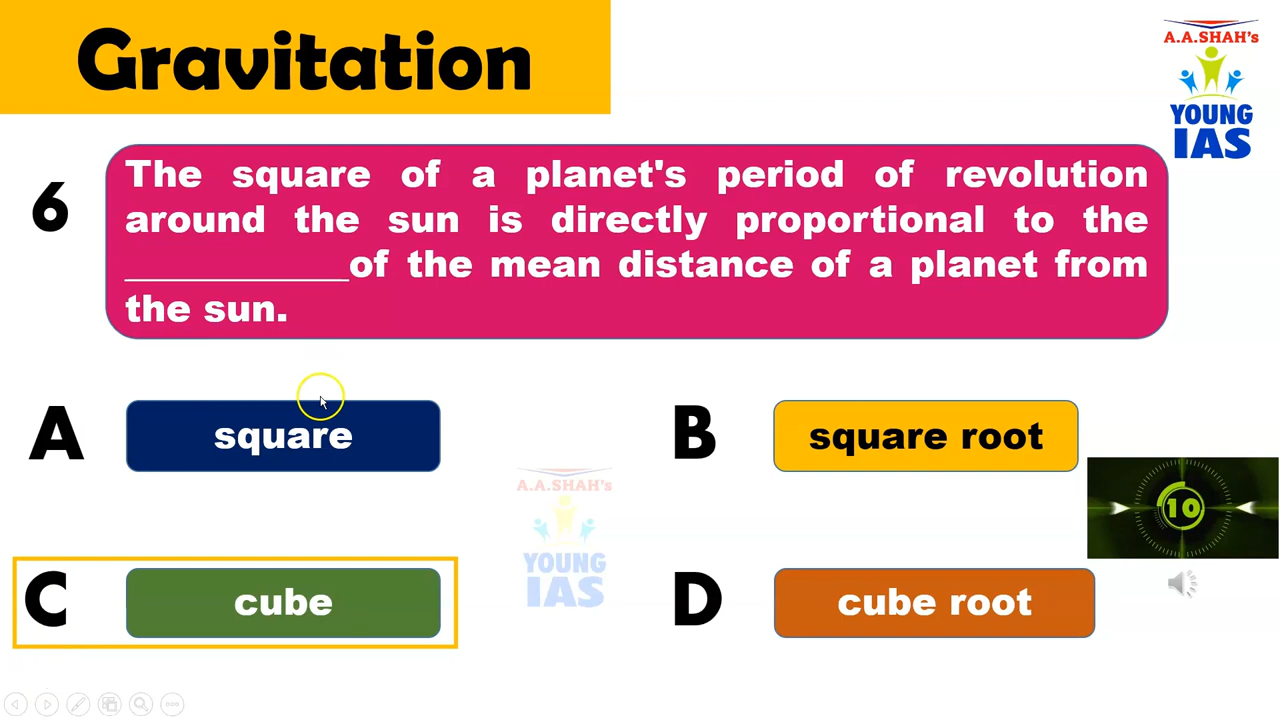 Gravitation
A.A.SHAH's
YOUNG
IAS
6
The square of a planet's period of revolution
around the sun is directly proportional to the
___________of the mean distance of a planet from
the sun.
A
square
B
square root
10
A.A.SHAH's
YOUNG
IAS
C
cube
D
cube root